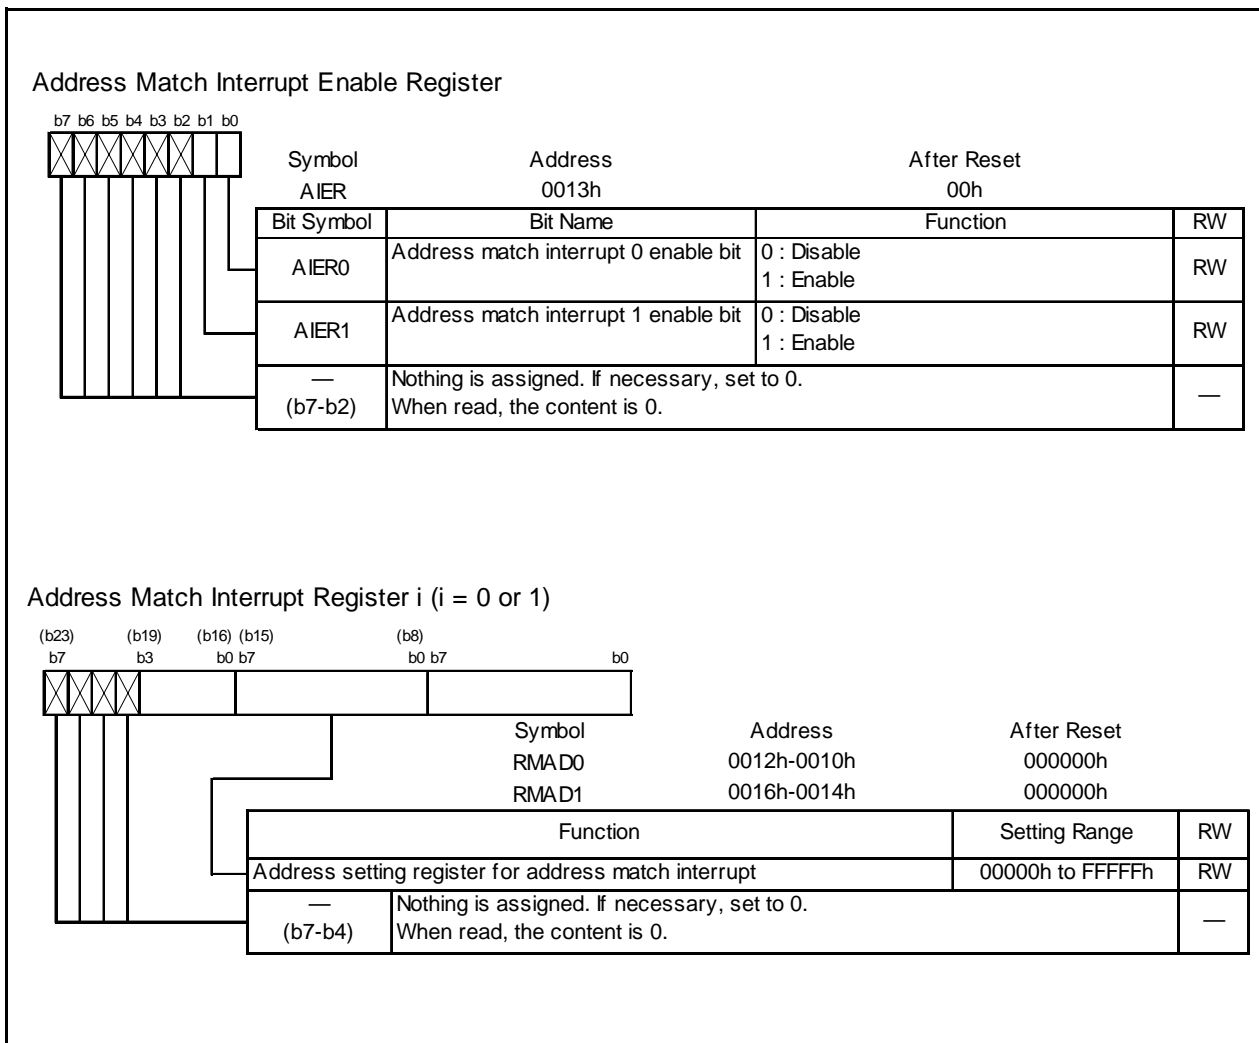 Address Match Interrupt Enable Register
b7 b6 b5 b4 b3 b2 b1 b0
Symbol Address After Reset
AIER 0013h 00h
Bit Symbol Bit Name Function RW
AIER0 Address match interrupt 0 enable bit 0 : Disable RW
1 : Enable
AIER1 Address match interrupt 1 enable bit 0 : Disable RW
1 : Enable
— Nothing is assigned. If necessary, set to 0. —
(b7-b2) When read, the content is 0.
Address Match Interrupt Register i (i = 0 or 1)
(b23) (b19) (b16) (b15) (b8)
b7 b3 b0 b7 b0 b7 b0
Symbol Address After Reset
RMAD0 0012h-0010h 000000h
RMAD1 0016h-0014h 000000h
Function Setting Range RW
Address setting register for address match interrupt 00000h to FFFFFh RW
— Nothing is assigned. If necessary, set to 0. —
(b7-b4) When read, the content is 0.